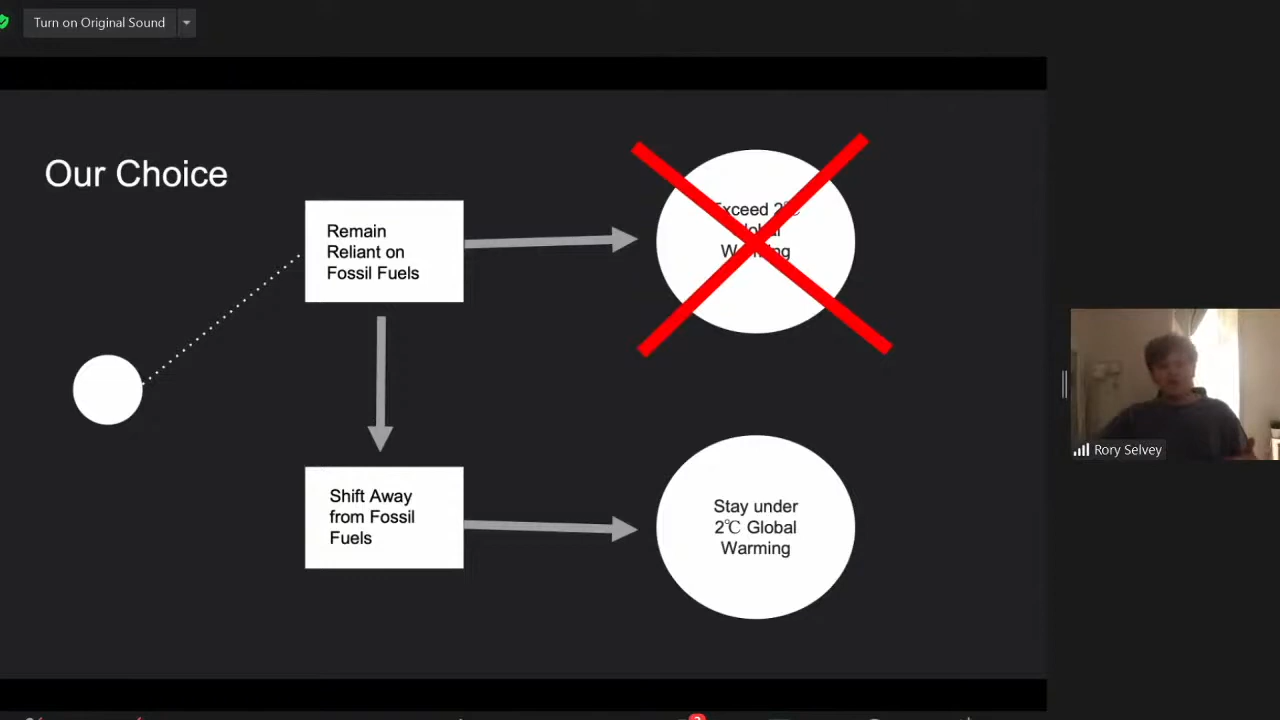 Turn on Original Sound
Our Choice
Remain
Reliant on
Fossil Fuels
Exceed 2℃
Global
Warming
Shift Away
from Fossil
Fuels
Stay under
2℃ Global
Warming
Rory Selvey